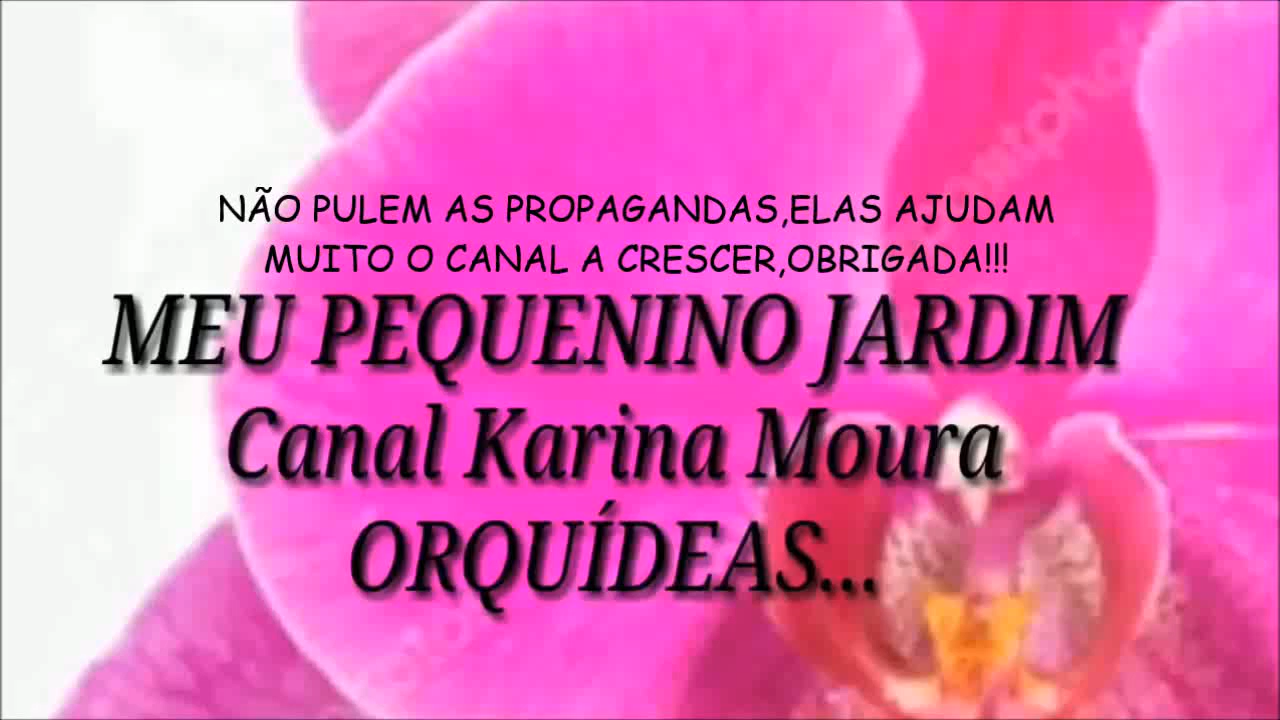 NÃO PULEM AS PROPAGANDAS,ELAS AJUDAM
MUITO O CANAL A CRESCER,OBRIGADA!!!
MEU PEQUENINO JARDIM
Canal Karina Moura
ORQUÍDEAS...